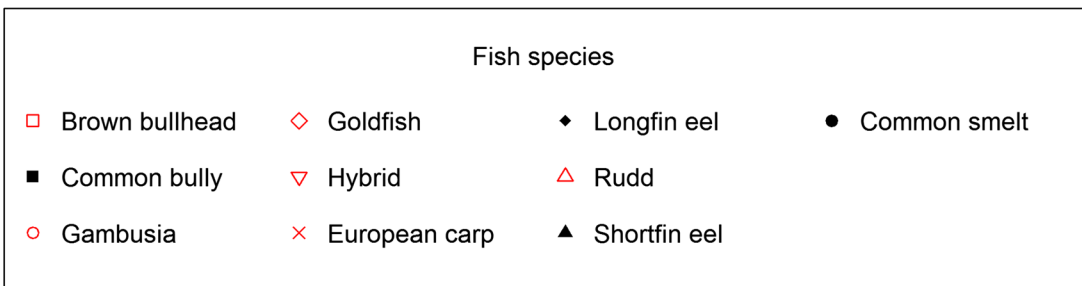 Fish species
Brown bullhead Goldfish Longfin eel Common smelt
Common bully Hybrid Rudd
Gambusia European carp Shortfin eel